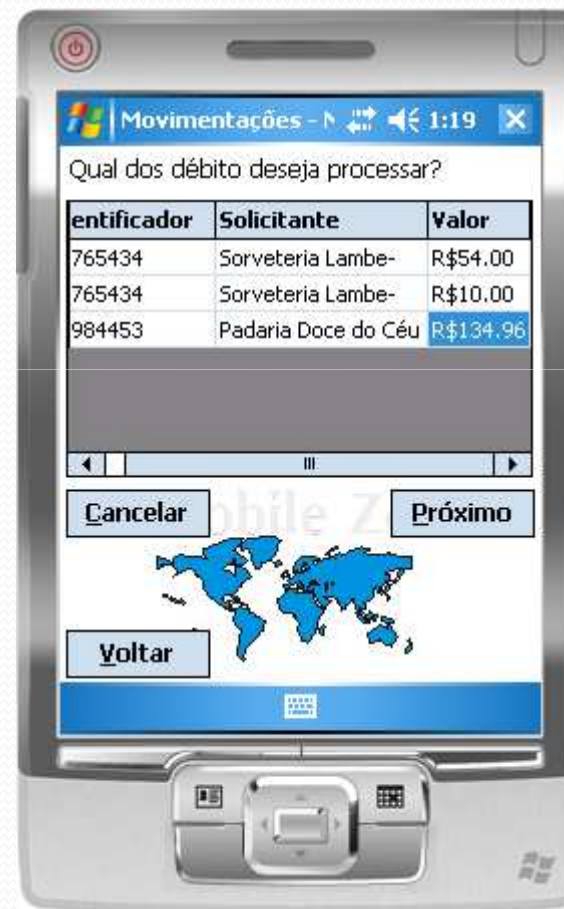 Movimentações - N 1:19
Qual dos débito deseja processar?
entificador Solicitante Valor
765434 Sorveteria Lambe- R$54.00
765434 Sorveteria Lambe- R$10.00
984453 Padaria Doce do Céu R$134.96
Cancelar Próximo
Voltar